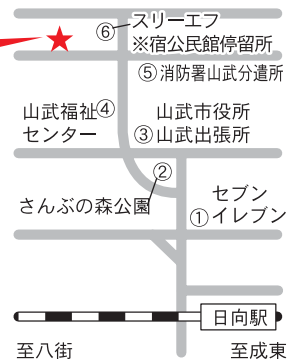 ⑥スリーエフ
※宿公民館停留所
⑤消防署山武分遣所
山武福祉④
センター
山武市役所
③山武出張所
②
さんぶの森公園
セブン
①イレブン
日向駅
至八街
至成東